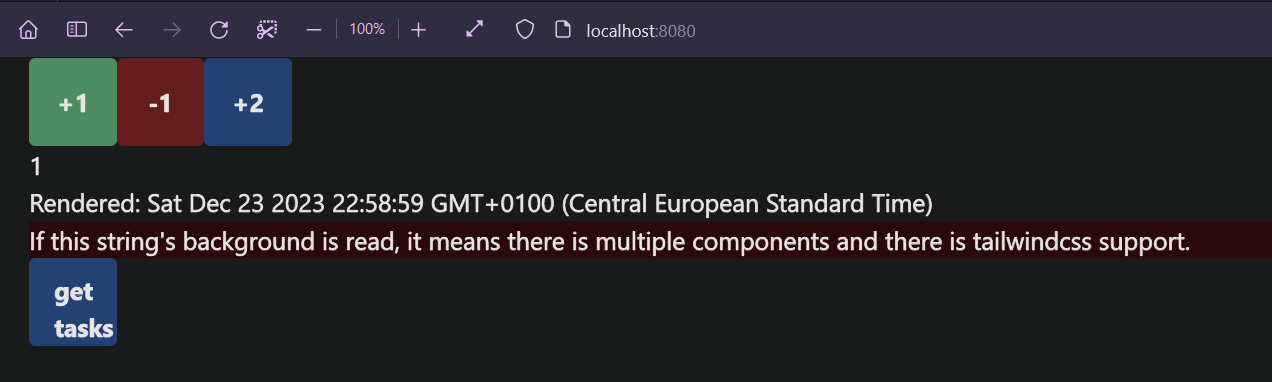 100%
localhost:8080
+1 -1 +2
1
Rendered: Sat Dec 23 2023 22:58:59 GMT+0100 (Central European Standard Time)
If this string's background is read, it means there is multiple components and there is tailwindcss support.
get
tasks